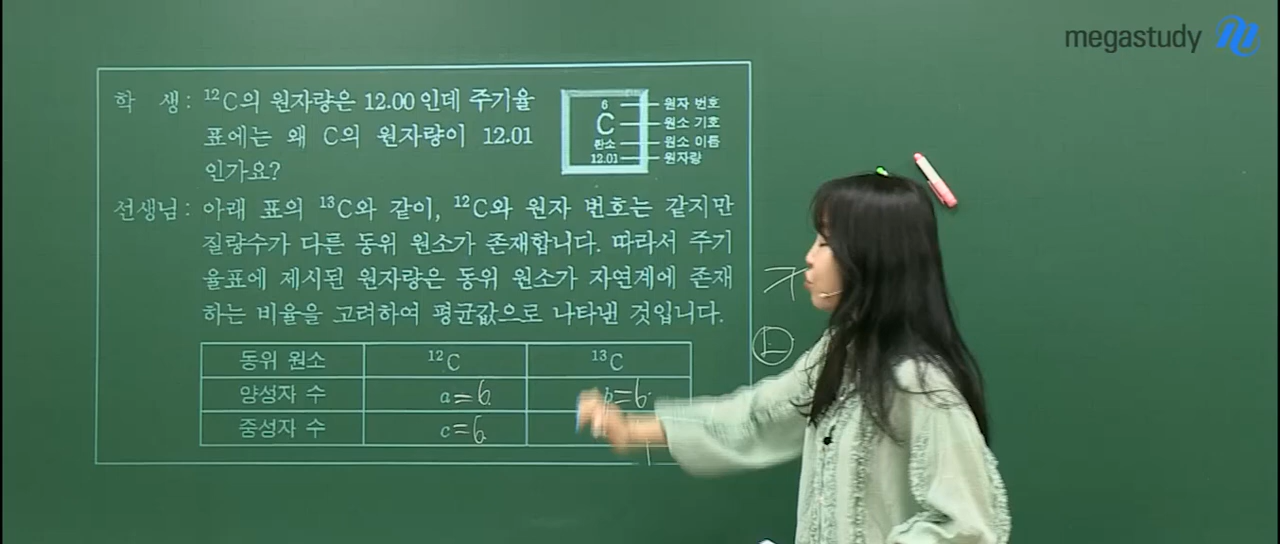 megastudy
학 생: ¹²C의 원자량은 12.00인데 주기율
표에는 왜 C의 원자량이 12.01
인가요?
6 원자 번호
C 원소 기호
탄소 원소 이름
12.01 원자량
선생님: 아래 표의 ¹³C와 같이, ¹²C와 원자 번호는 같지만
질량수가 다른 동위 원소가 존재합니다. 따라서 주기
율표에 제시된 원자량은 동위 원소가 자연계에 존재
하는 비율을 고려하여 평균값으로 나타낸 것입니다.
동위 원소 ¹²C ¹³C
양성자 수 a=6 b=6
중성자 수 c=6